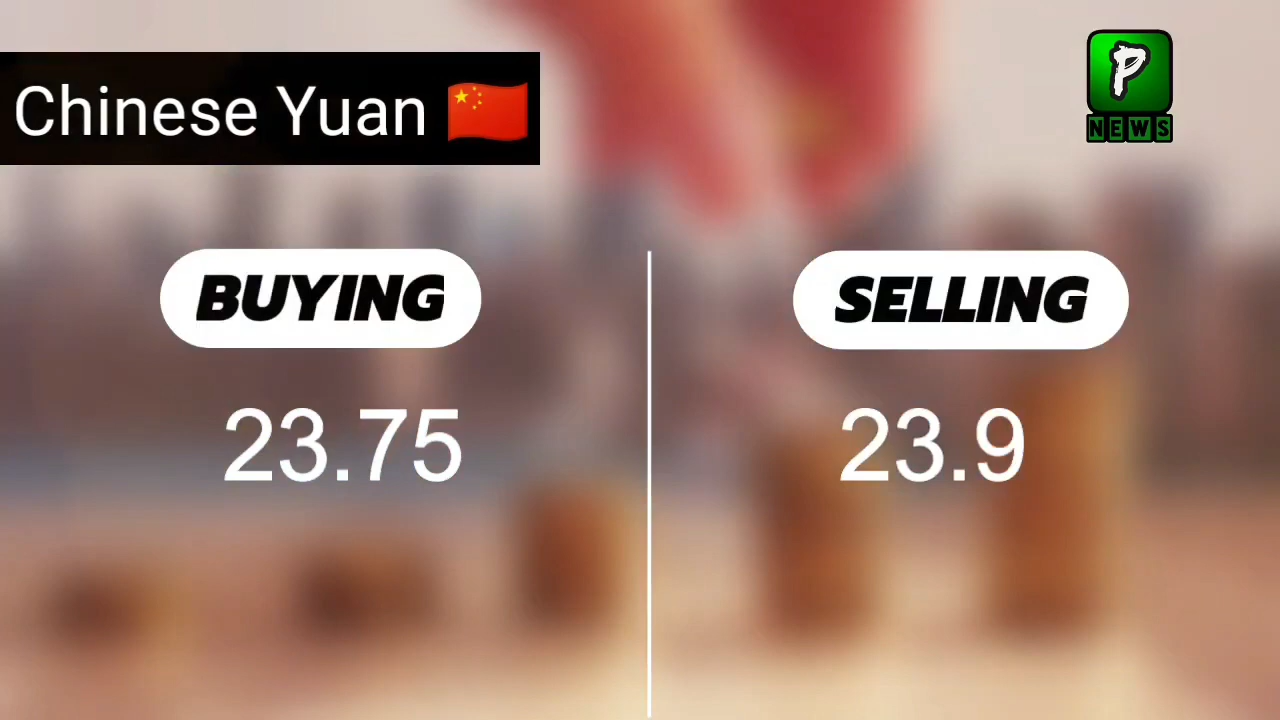 Chinese Yuan 🇨🇳
P
NEWS
BUYING
SELLING
23.75
23.9